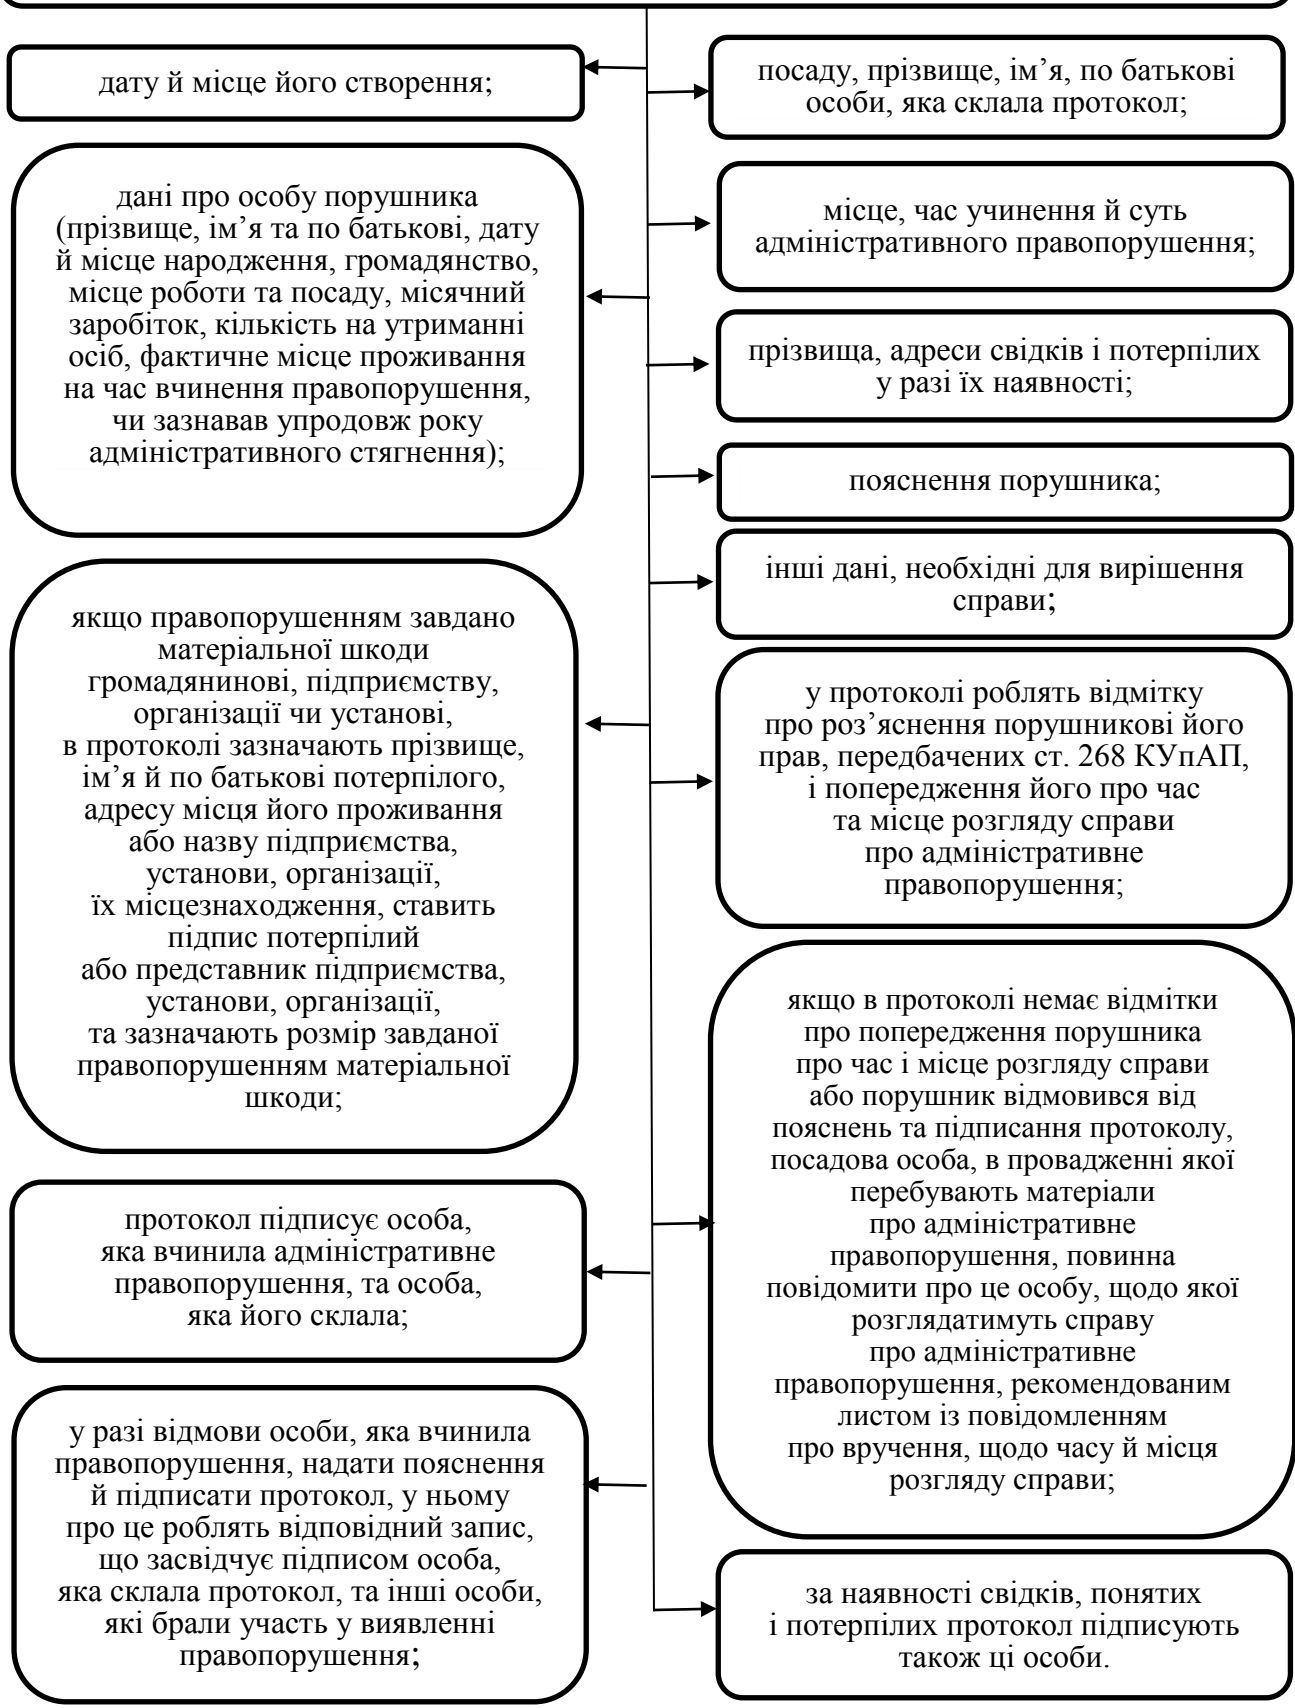 дату й місце його створення;
посаду, прізвище, ім’я, по батькові
особи, яка склала протокол;
дані про особу порушника
(прізвище, ім’я та по батькові, дату
й місце народження, громадянство,
місце роботи та посаду, місячний
заробіток, кількість на утриманні
осіб, фактичне місце проживання
на час вчинення правопорушення,
чи зазнавав упродовж року
адміністративного стягнення);
місце, час учинення й суть
адміністративного правопорушення;
прізвища, адреси свідків і потерпілих
у разі їх наявності;
пояснення порушника;
інші дані, необхідні для вирішення
справи;
якщо правопорушенням завдано
матеріальної шкоди
громадянинові, підприємству,
організації чи установі,
в протоколі зазначають прізвище,
ім’я й по батькові потерпілого,
адресу місця його проживання
або назву підприємства,
установи, організації,
їх місцезнаходження, ставить
підпис потерпілий
або представник підприємства,
установи, організації,
та зазначають розмір завданої
правопорушенням матеріальної
шкоди;
у протоколі роблять відмітку
про роз’яснення порушникові його
прав, передбачених ст. 268 КУпАП,
і попередження його про час
та місце розгляду справи
про адміністративне
правопорушення;
якщо в протоколі немає відмітки
про попередження порушника
про час і місце розгляду справи
або порушник відмовився від
пояснень та підписання протоколу,
посадова особа, в провадженні якої
перебувають матеріали
про адміністративне
правопорушення, повинна
повідомити про це особу, щодо якої
розглядатимуть справу
про адміністративне
правопорушення, рекомендованим
листом із повідомленням
про вручення, щодо часу й місця
розгляду справи;
протокол підписує особа,
яка вчинила адміністративне
правопорушення, та особа,
яка його склала;
у разі відмови особи, яка вчинила
правопорушення, надати пояснення
й підписати протокол, у ньому
про це роблять відповідний запис,
що засвідчує підписом особа,
яка склала протокол, та інші особи,
які брали участь у виявленні
правопорушення;
за наявності свідків, понятих
і потерпілих протокол підписують
також ці особи.